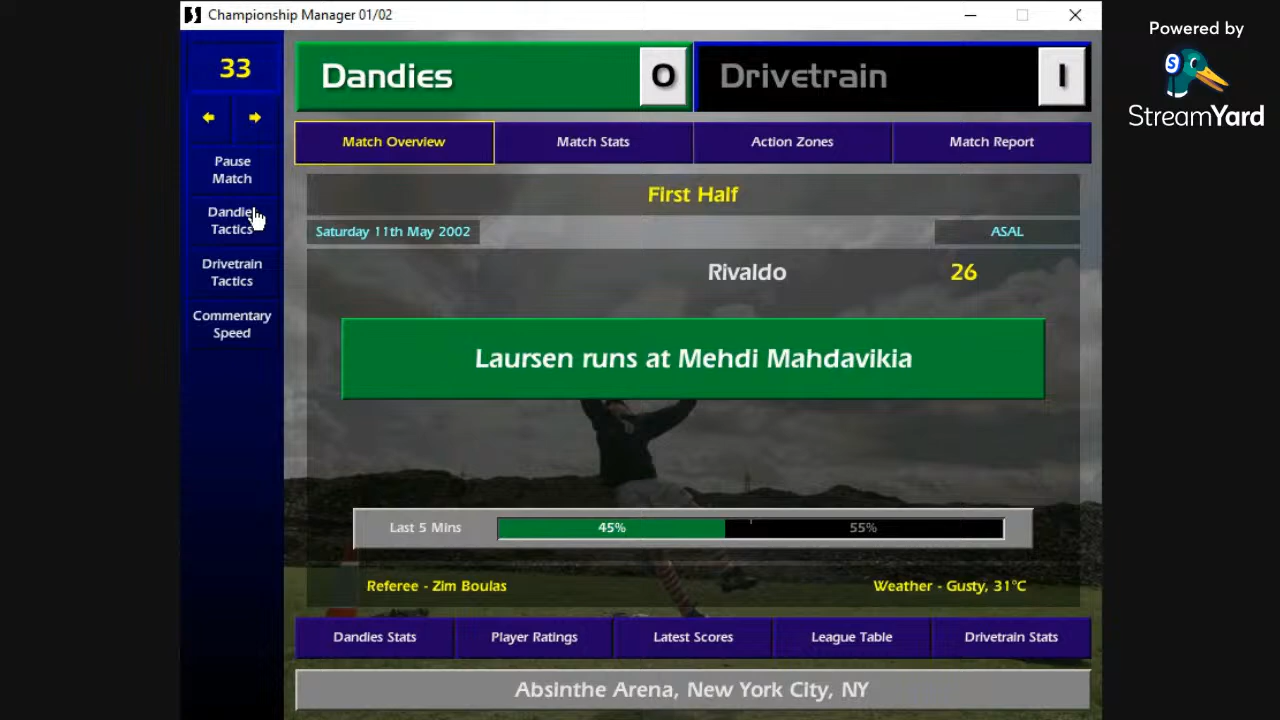 Championship Manager 01/02
Powered by
StreamYard
33
Dandies 0
Drivetrain 1
Match Overview
Match Stats
Action Zones
Match Report
Pause
Match
Dandies
Tactics
Drivetrain
Tactics
Commentary
Speed
First Half
Saturday 11th May 2002
ASAL
Rivaldo 26
Laursen runs at Mehdi Mahdavikia
Last 5 Mins 45% 55%
Referee - Zim Boulas
Weather - Gusty, 31°C
Dandies Stats
Player Ratings
Latest Scores
League Table
Drivetrain Stats
Absinthe Arena, New York City, NY